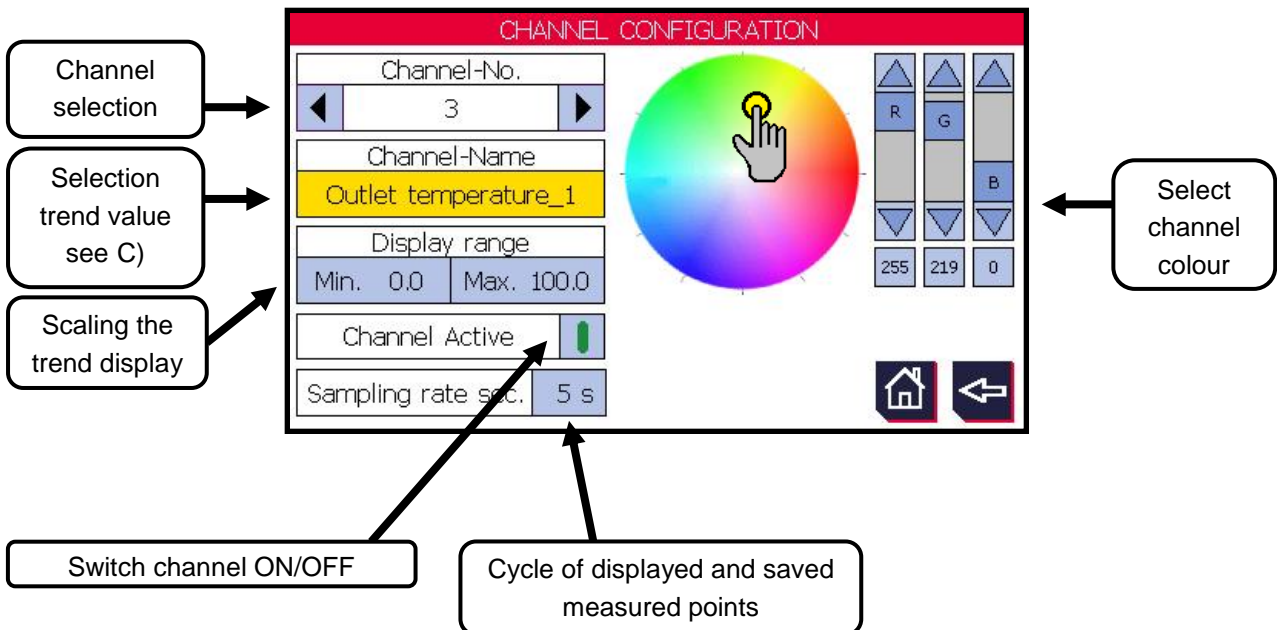 CHANNEL CONFIGURATION
Channel
selection
Channel-No.
3
Selection
trend value
see C)
Channel-Name
Outlet temperature_1
Scaling the
trend display
Display range
Min. 0.0 Max. 100.0
Channel Active
Sampling rate sec. 5 s
R
G
B
255 219 0
Select
channel
colour
Switch channel ON/OFF
Cycle of displayed and saved
measured points